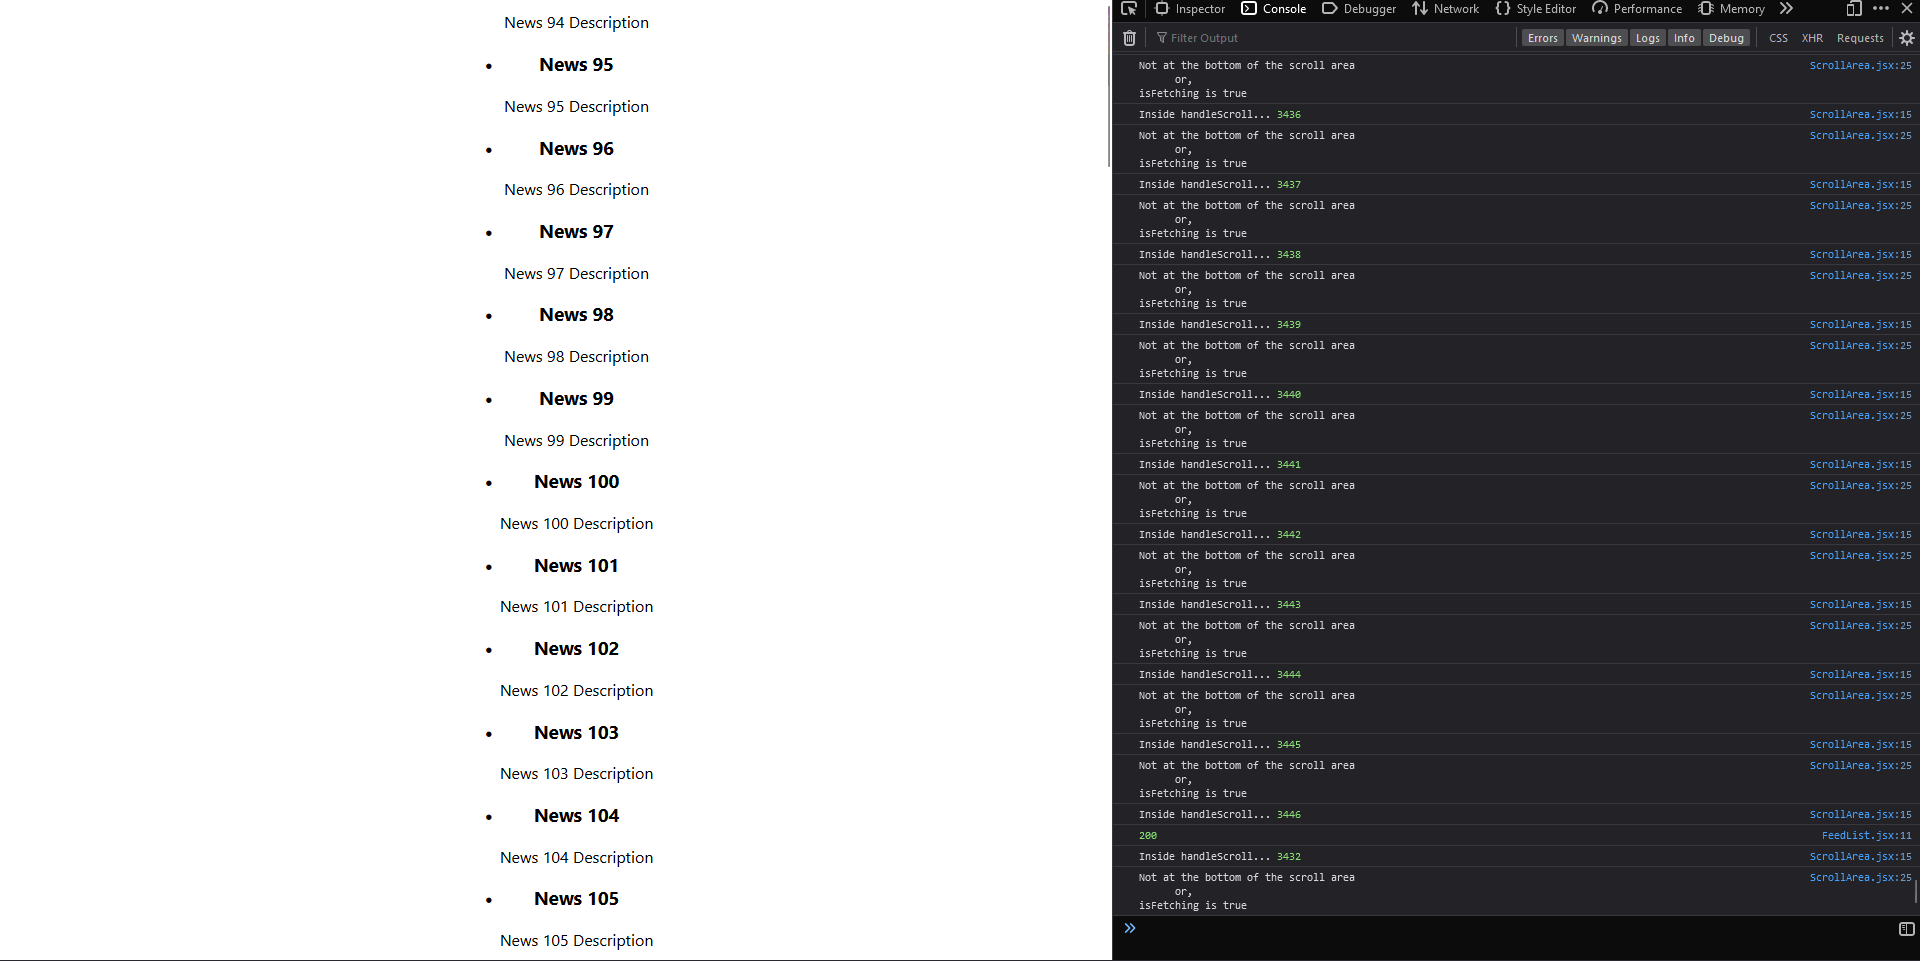 News 94 Description
• News 95
News 95 Description
• News 96
News 96 Description
• News 97
News 97 Description
• News 98
News 98 Description
• News 99
News 99 Description
• News 100
News 100 Description
• News 101
News 101 Description
• News 102
News 102 Description
• News 103
News 103 Description
• News 104
News 104 Description
• News 105
News 105 Description
Inspector Console Debugger Network Style Editor Performance Memory
Filter Output Errors Warnings Logs Info Debug CSS XHR Requests
Not at the bottom of the scroll area ScrollArea.jsx:25
or,
isFetching is true
Inside handleScroll... 3436 ScrollArea.jsx:15
Not at the bottom of the scroll area ScrollArea.jsx:25
or,
isFetching is true
Inside handleScroll... 3437 ScrollArea.jsx:15
Not at the bottom of the scroll area ScrollArea.jsx:25
or,
isFetching is true
Inside handleScroll... 3438 ScrollArea.jsx:15
Not at the bottom of the scroll area ScrollArea.jsx:25
or,
isFetching is true
Inside handleScroll... 3439 ScrollArea.jsx:15
Not at the bottom of the scroll area ScrollArea.jsx:25
or,
isFetching is true
Inside handleScroll... 3440 ScrollArea.jsx:15
Not at the bottom of the scroll area ScrollArea.jsx:25
or,
isFetching is true
Inside handleScroll... 3441 ScrollArea.jsx:15
Not at the bottom of the scroll area ScrollArea.jsx:25
or,
isFetching is true
Inside handleScroll... 3442 ScrollArea.jsx:15
Not at the bottom of the scroll area ScrollArea.jsx:25
or,
isFetching is true
Inside handleScroll... 3443 ScrollArea.jsx:15
Not at the bottom of the scroll area ScrollArea.jsx:25
or,
isFetching is true
Inside handleScroll... 3444 ScrollArea.jsx:15
Not at the bottom of the scroll area ScrollArea.jsx:25
or,
isFetching is true
Inside handleScroll... 3445 ScrollArea.jsx:15
Not at the bottom of the scroll area ScrollArea.jsx:25
or,
isFetching is true
Inside handleScroll... 3446 ScrollArea.jsx:15
200 FeedList.jsx:11
Inside handleScroll... 3432 ScrollArea.jsx:15
Not at the bottom of the scroll area ScrollArea.jsx:25
or,
isFetching is true